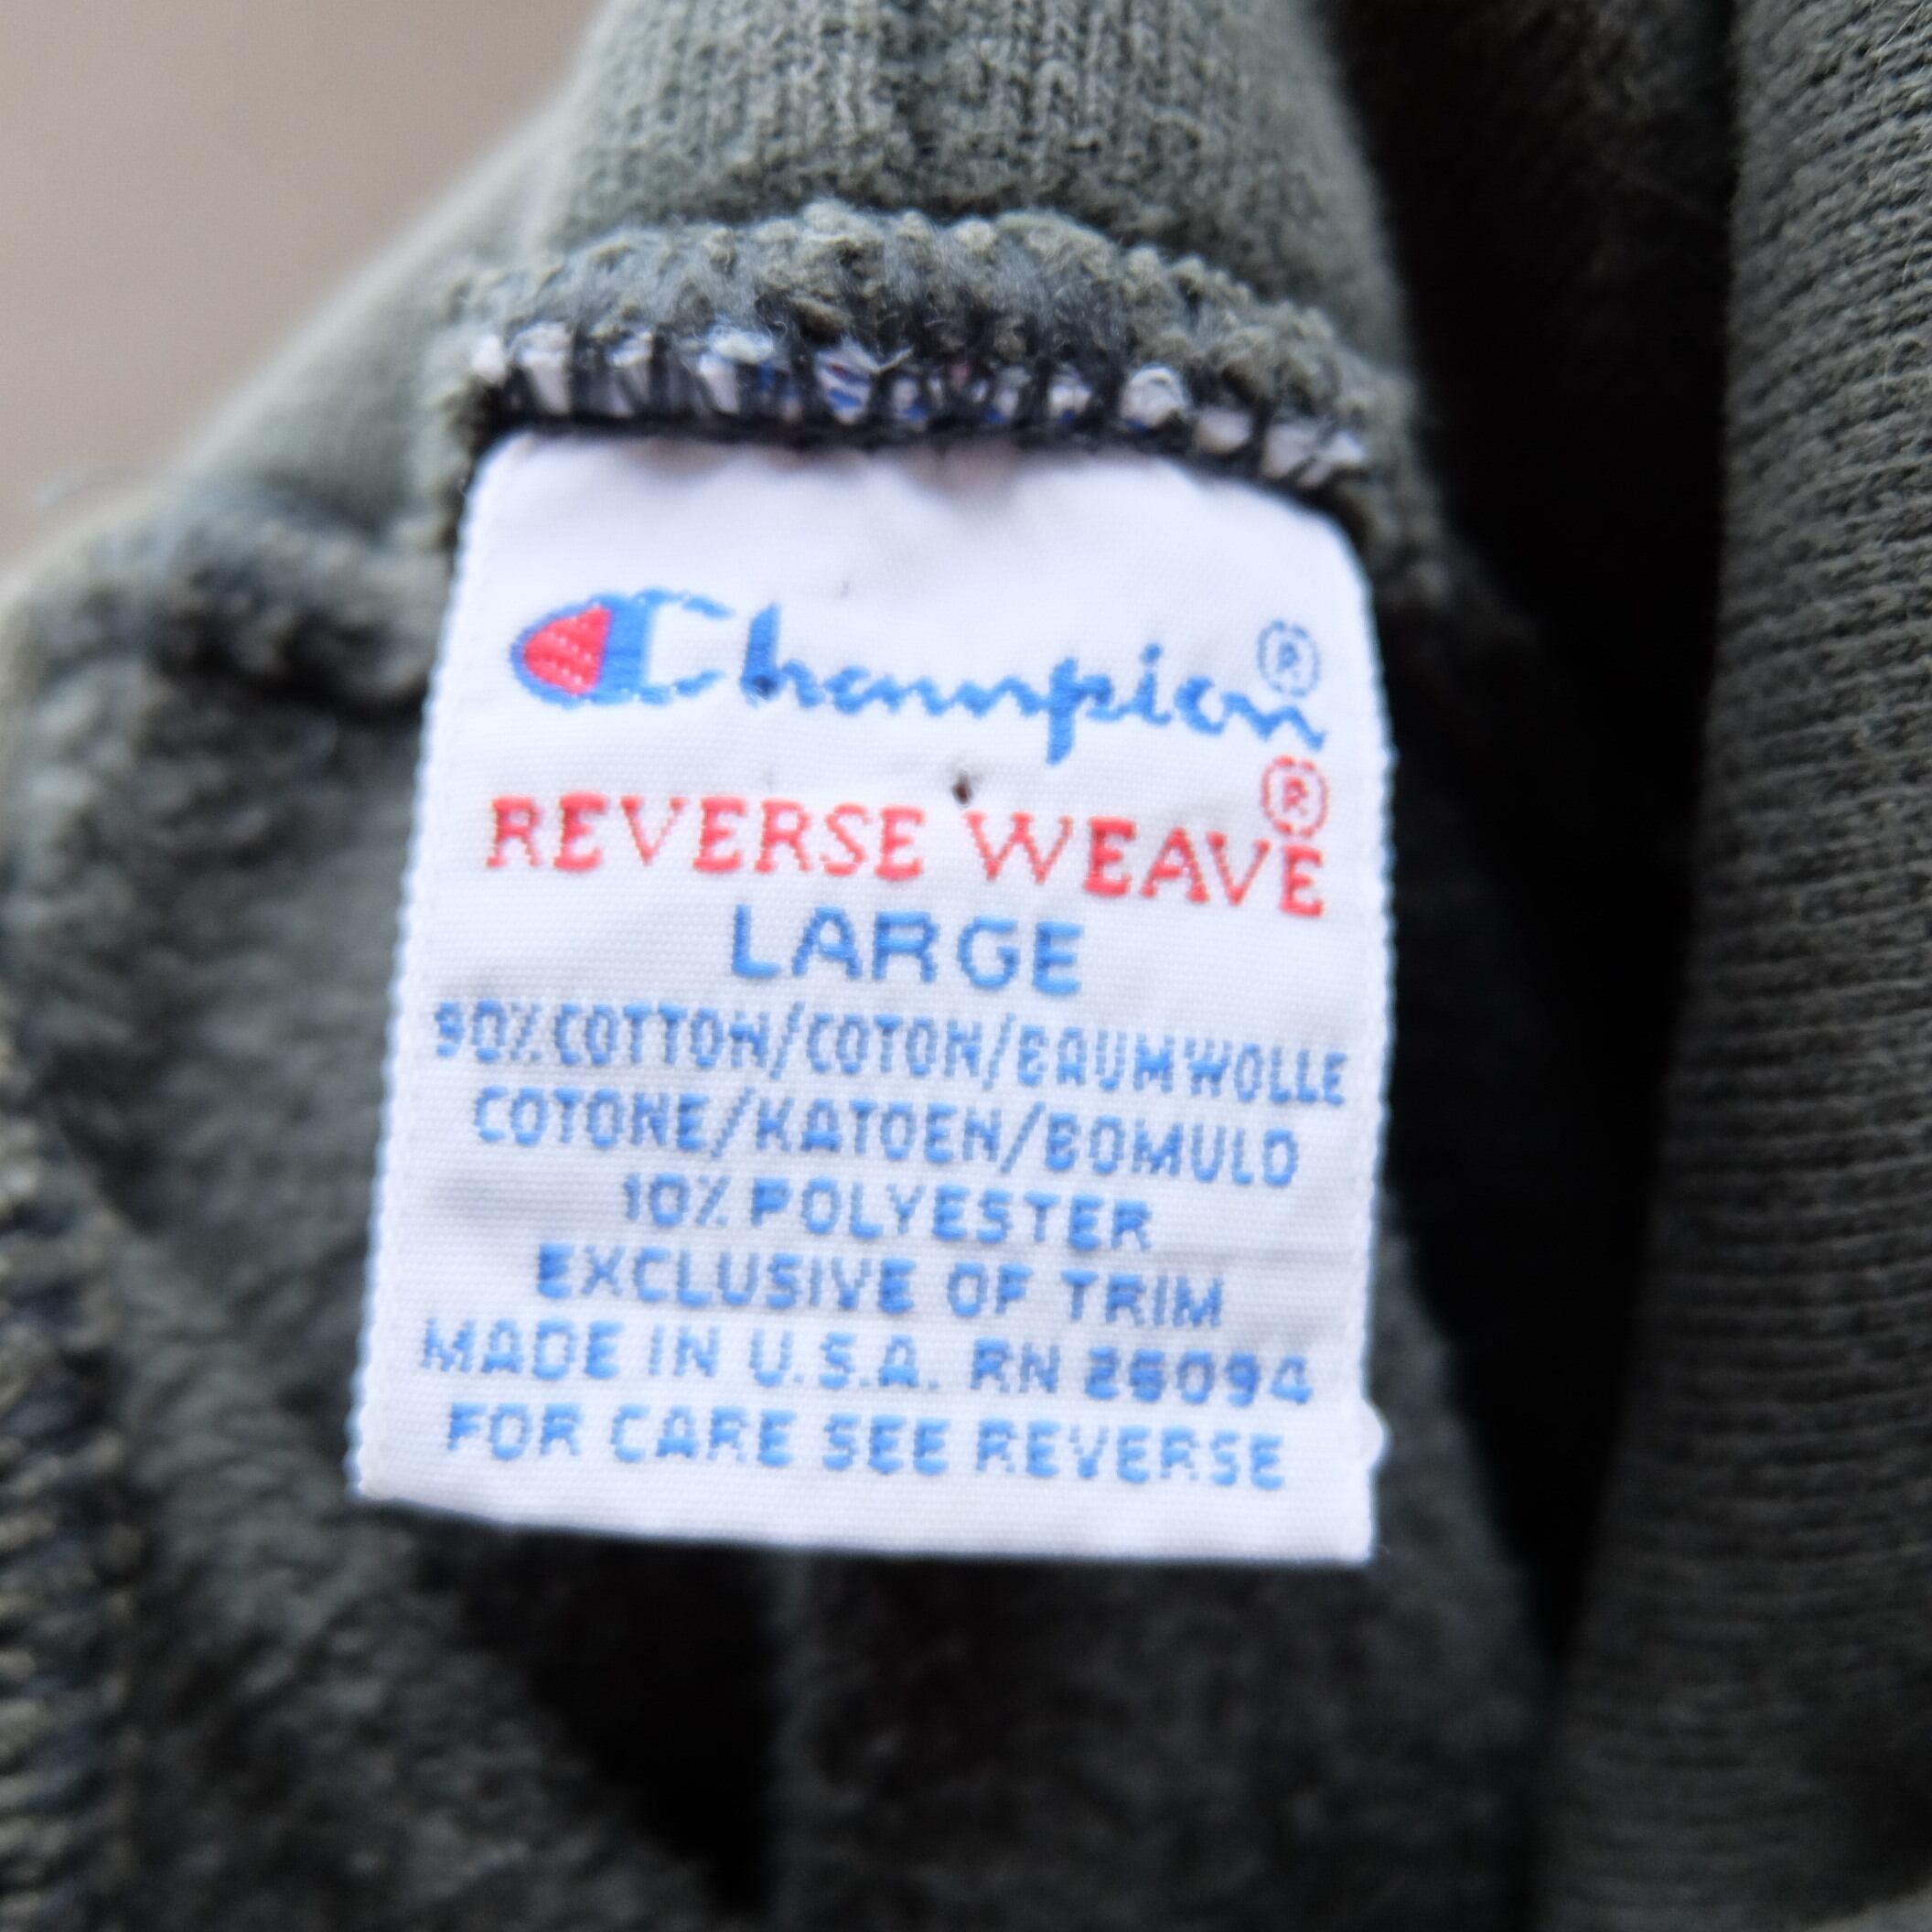 Champion®
REVERSE WEAVE®
LARGE
90% COTTON/COTON/BAUMWOLLE
COTONE/KATOEN/BOMULD
10% POLYESTER
EXCLUSIVE OF TRIM
MADE IN U.S.A. RN 26094
FOR CARE SEE REVERSE